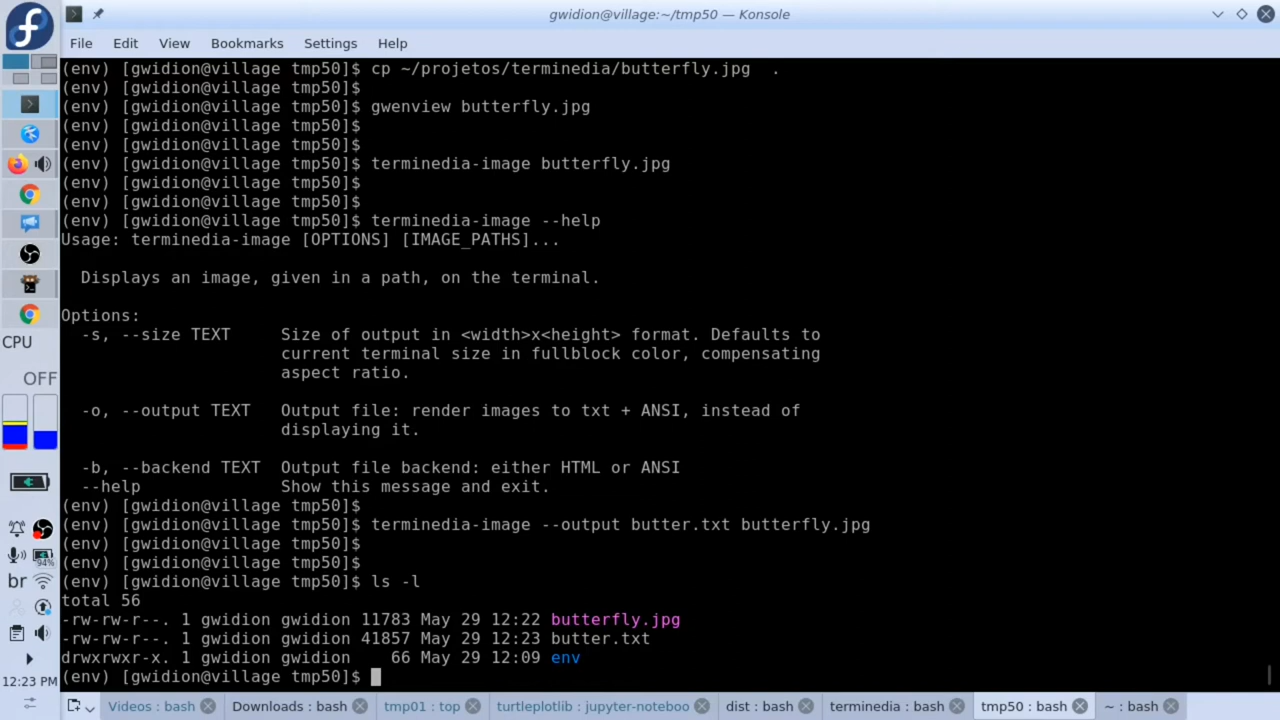 gwidion@village:~/tmp50 — Konsole
File Edit View Bookmarks Settings Help
(env) [gwidion@village tmp50]$ cp ~/projetos/terminedia/butterfly.jpg  .
(env) [gwidion@village tmp50]$
(env) [gwidion@village tmp50]$ gwenview butterfly.jpg
(env) [gwidion@village tmp50]$
(env) [gwidion@village tmp50]$
(env) [gwidion@village tmp50]$ terminedia-image butterfly.jpg
(env) [gwidion@village tmp50]$
(env) [gwidion@village tmp50]$
(env) [gwidion@village tmp50]$ terminedia-image --help
Usage: terminedia-image [OPTIONS] [IMAGE_PATHS]...
Displays an image, given in a path, on the terminal.
Options:
-s, --size TEXT     Size of output in <width>x<height> format. Defaults to
current terminal size in fullblock color, compensating
aspect ratio.
-o, --output TEXT   Output file: render images to txt + ANSI, instead of
displaying it.
-b, --backend TEXT  Output file backend: either HTML or ANSI
--help              Show this message and exit.
(env) [gwidion@village tmp50]$
(env) [gwidion@village tmp50]$ terminedia-image --output butter.txt butterfly.jpg
(env) [gwidion@village tmp50]$
(env) [gwidion@village tmp50]$
(env) [gwidion@village tmp50]$ ls -l
total 56
-rw-rw-r--. 1 gwidion gwidion 11783 May 29 12:22 butterfly.jpg
-rw-rw-r--. 1 gwidion gwidion 41857 May 29 12:23 butter.txt
drwxrwxr-x. 1 gwidion gwidion    66 May 29 12:09 env
(env) [gwidion@village tmp50]$
CPU
OFF
94%
br
12:23 PM
Videos : bash
Downloads : bash
tmp01 : top
turtleplotlib : jupyter-noteboo
dist : bash
terminedia : bash
tmp50 : bash
~ : bash